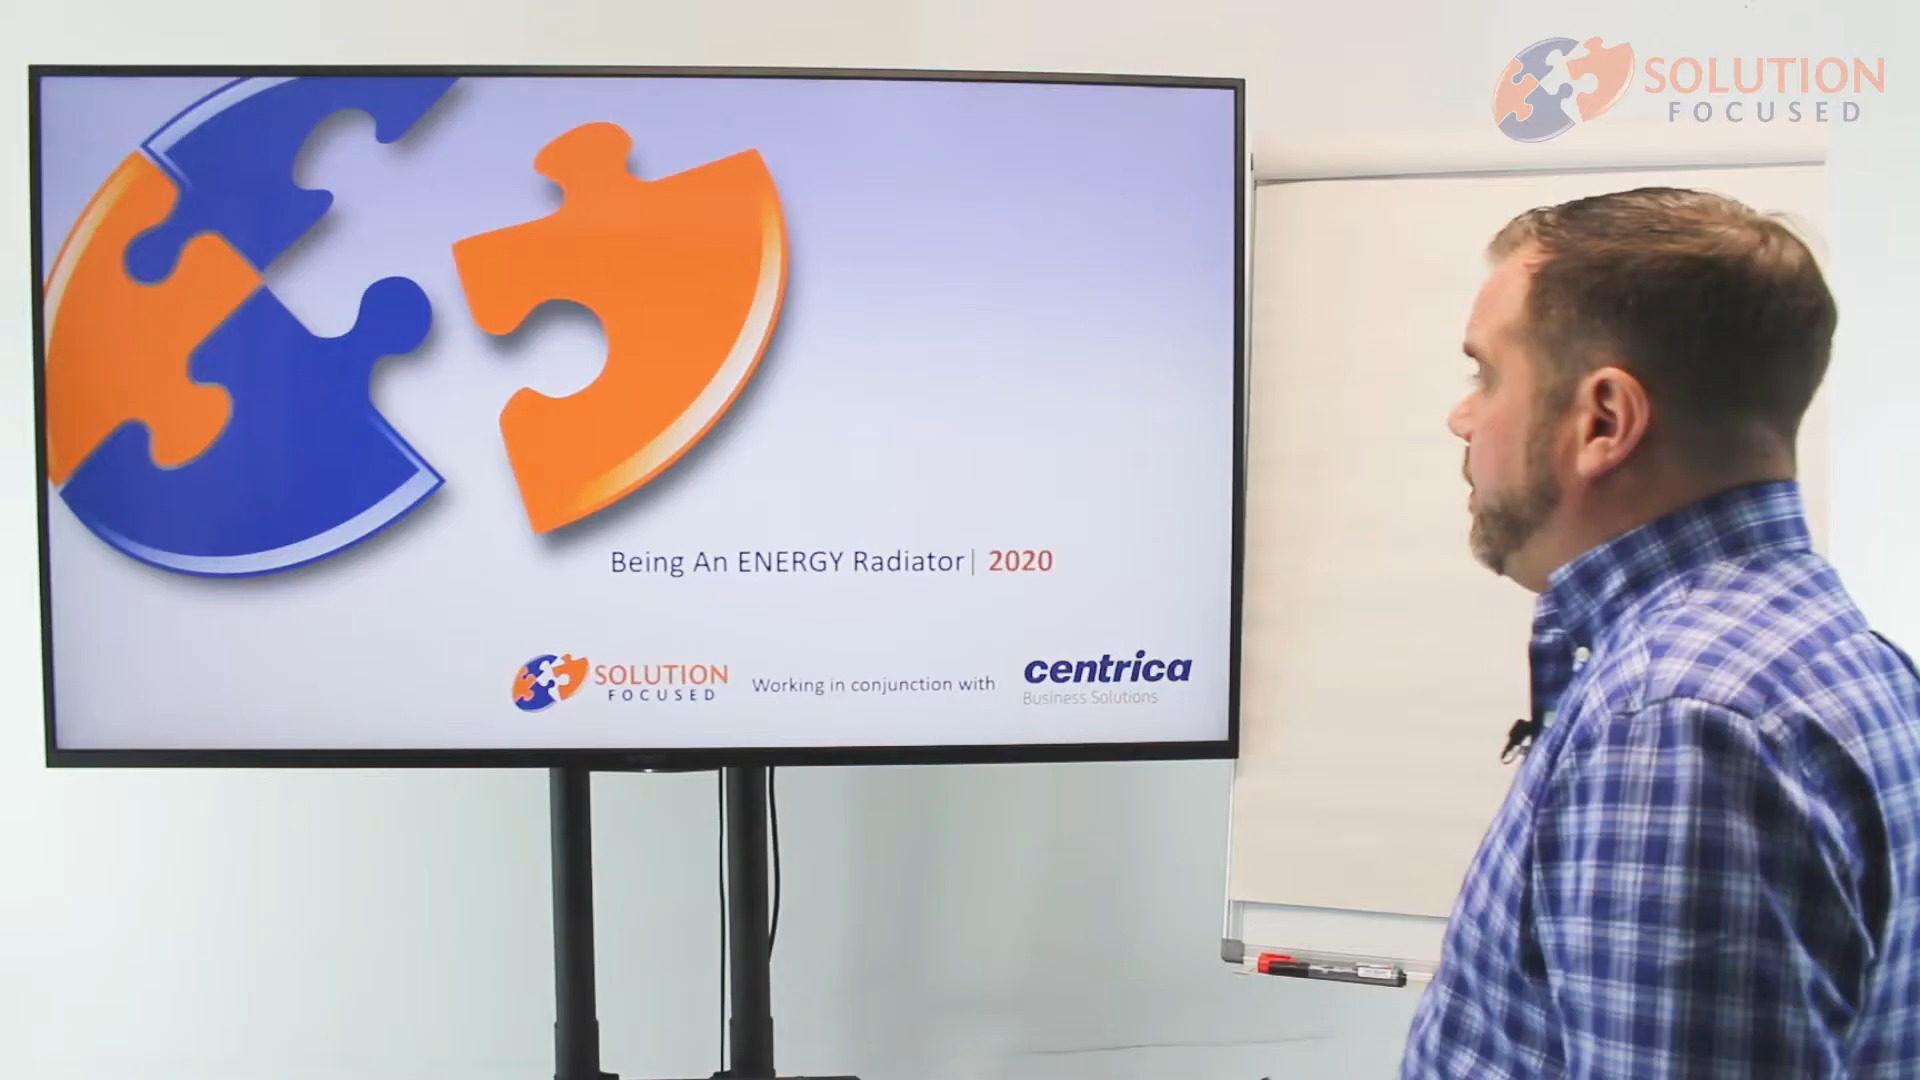 SOLUTION
FOCUSED
Being An ENERGY Radiator| 2020
SOLUTION
FOCUSED
Working in conjunction with
centrica
Business Solutions